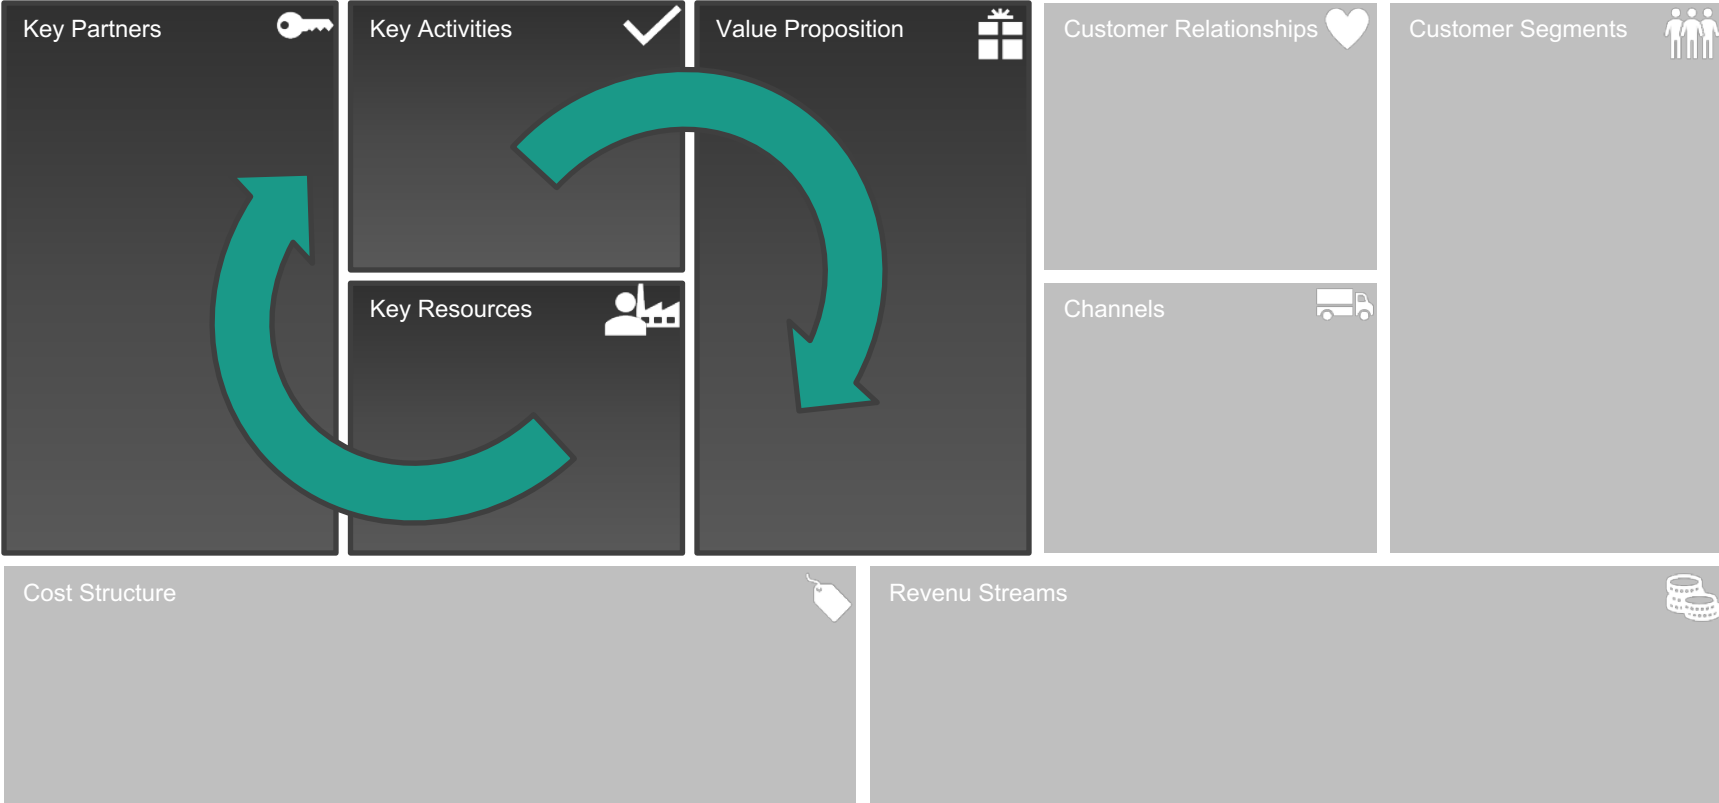 Key Partners
Key Activities
Value Proposition
Customer Relationships
Customer Segments
Key Resources
Channels
Cost Structure
Revenu Streams